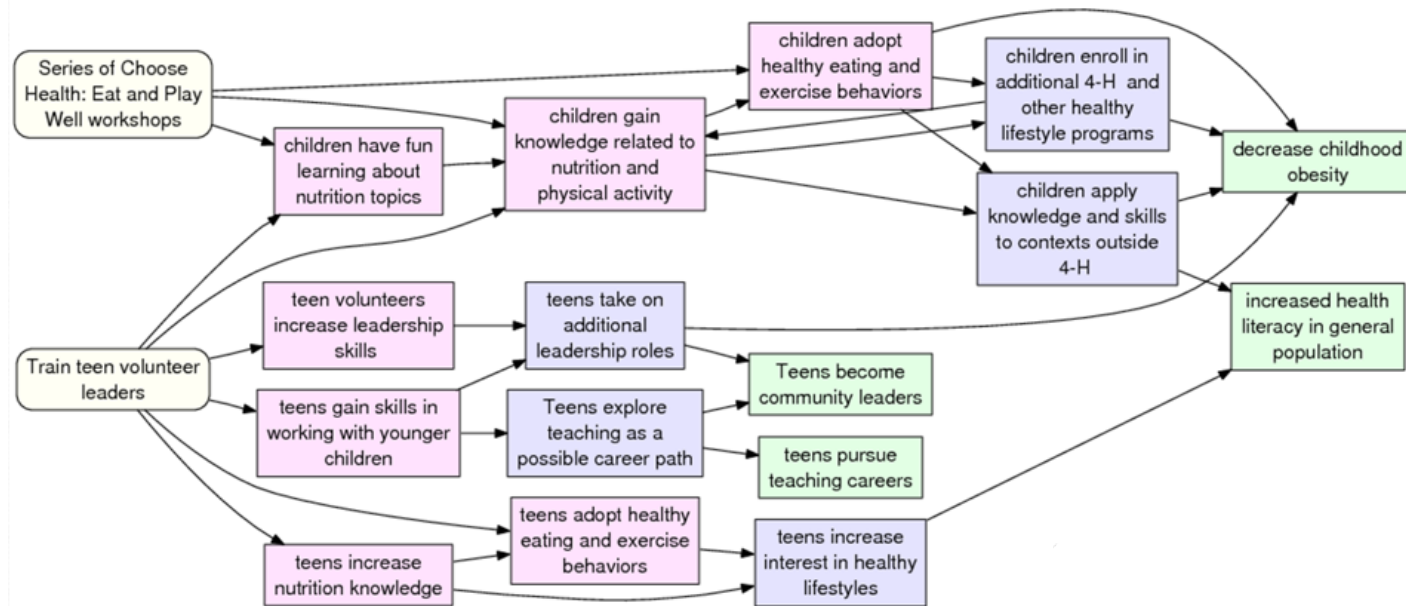 Series of Choose
Health: Eat and Play
Well workshops
children have fun
learning about
nutrition topics
children gain
knowledge related to
nutrition and
physical activity
children adopt
healthy eating and
exercise behaviors
children enroll in
additional 4-H and
other healthy
lifestyle programs
decrease childhood
obesity
children apply
knowledge and skills
to contexts outside
4-H
increased health
literacy in general
population
Train teen volunteer
leaders
teen volunteers
increase leadership
skills
teens take on
additional
leadership roles
Teens become
community leaders
teens gain skills in
working with younger
children
Teens explore
teaching as a
possible career path
teens pursue
teaching careers
teens adopt healthy
eating and exercise
behaviors
teens increase
nutrition knowledge
teens increase
interest in healthy
lifestyles